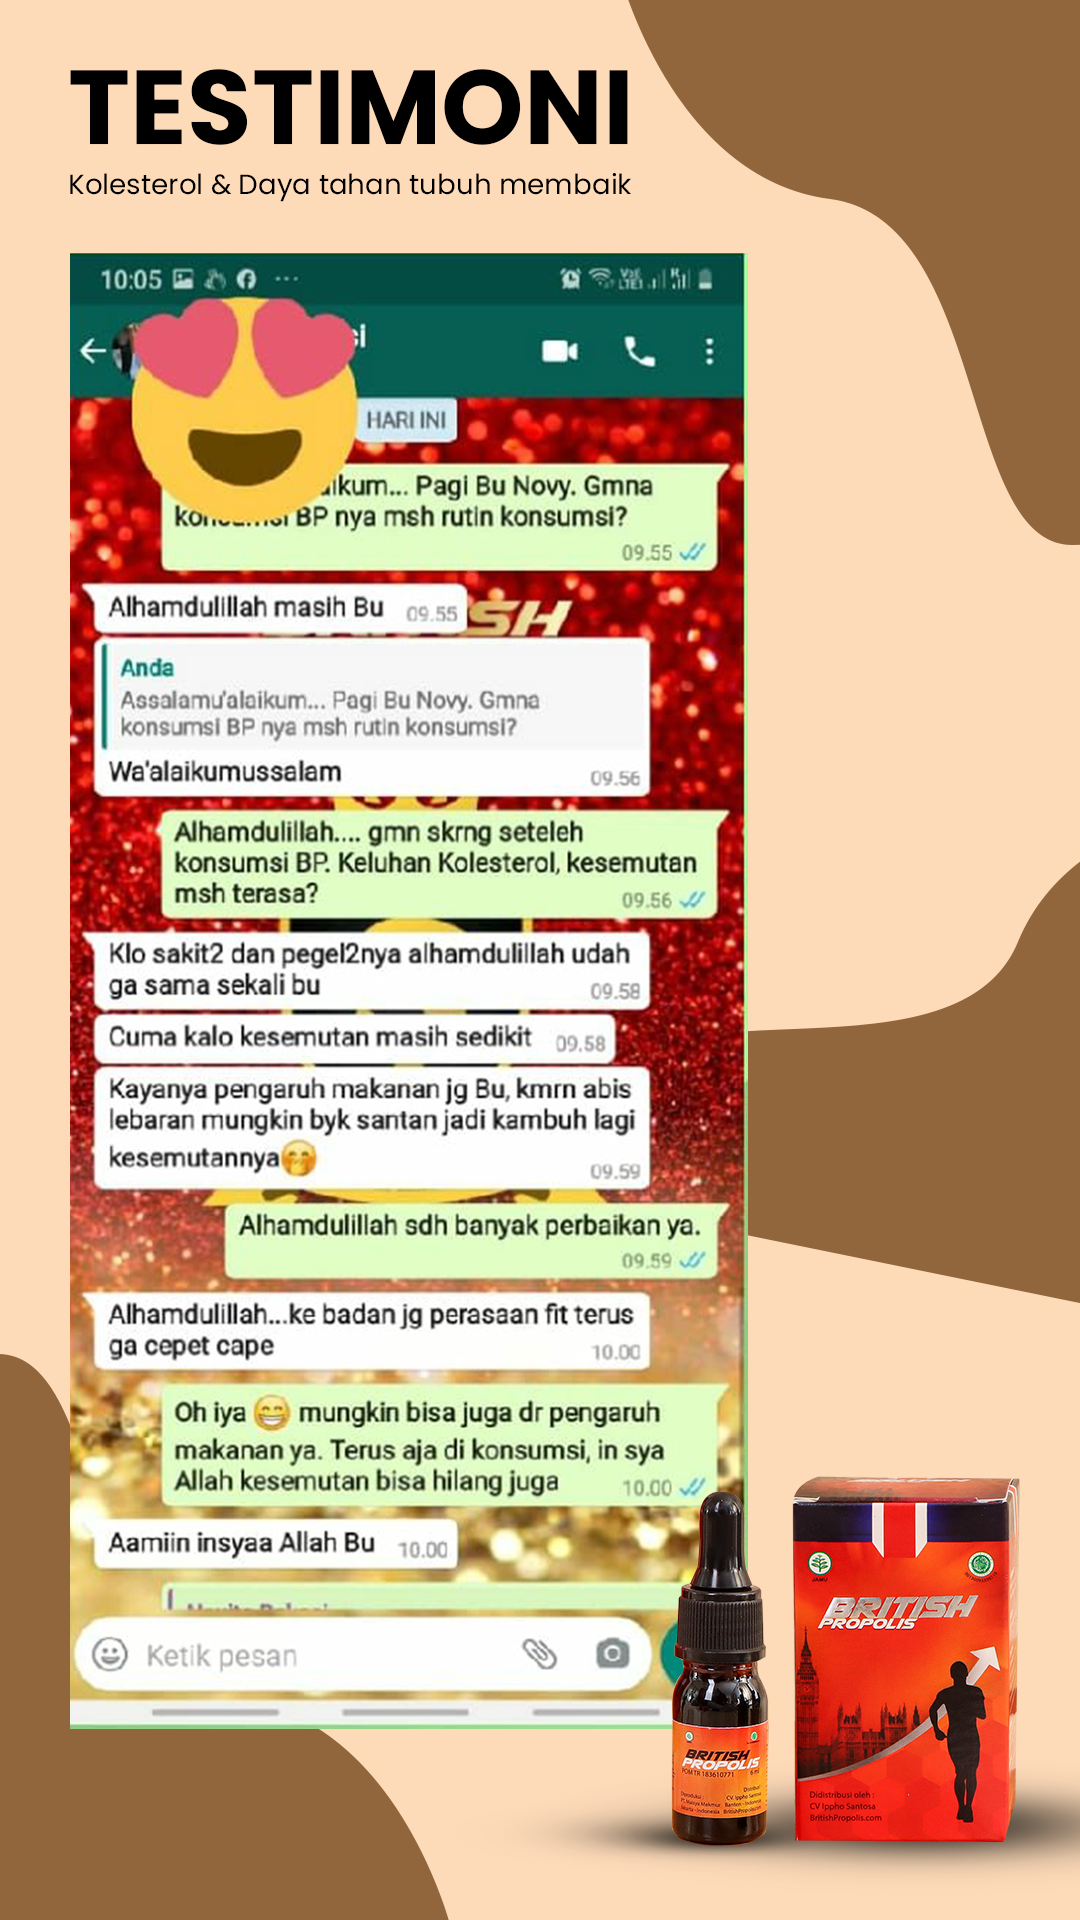 TESTIMONI
Kolesterol & Daya tahan tubuh membaik
10:05
HARI INI
Pagi Bu Novy. Gmna
BP nya msh rutin konsumsi?
09.55
Alhamdulillah masih Bu 09.55
Anda
Assalamu'alaikum... Pagi Bu Novy. Gmna
konsumsi BP nya msh rutin konsumsi?
Wa'alaikumussalam 09.56
Alhamdulillah.... gmn skrng seteleh
konsumsi BP. Keluhan Kolesterol, kesemutan
msh terasa? 09.56
Klo sakit2 dan pegel2nya alhamdulillah udah
ga sama sekali bu 09.58
Cuma kalo kesemutan masih sedikit 09.58
Kayanya pengaruh makanan jg Bu, kmrn abis
lebaran mungkin byk santan jadi kambuh lagi
kesemutannya🤭 09.59
Alhamdulillah sdh banyak perbaikan ya.
09.59
Alhamdulillah...ke badan jg perasaan fit terus
ga cepet cape 10.00
Oh iya 😁 mungkin bisa juga dr pengaruh
makanan ya. Terus aja di konsumsi, in sya
Allah kesemutan bisa hilang juga 10.00
Aamiin insyaa Allah Bu 10.00
Ketik pesan
BRITISH
PROPOLIS
POM TR 183610771 6 ml
JAMU
BRITISH
PROPOLIS
Didistribusi oleh :
CV Ippho Santosa
BritishPropolis.com